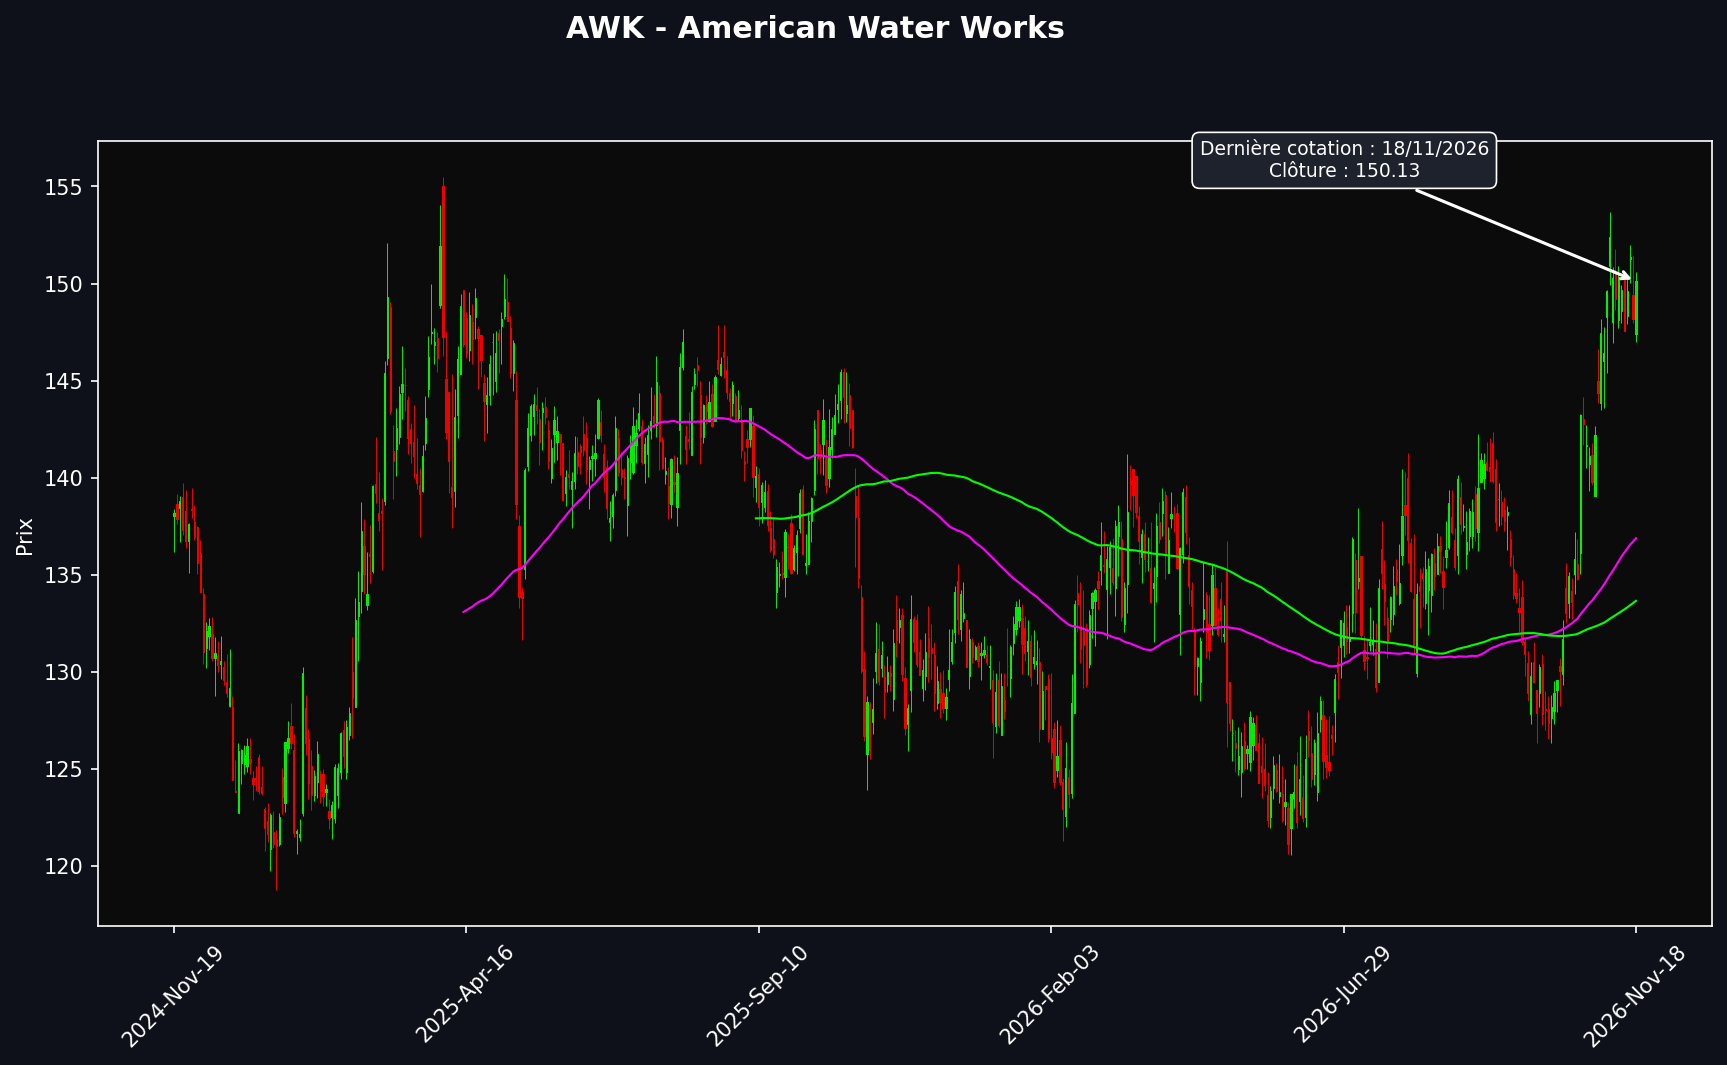 AWK - American Water Works
Dernière cotation : 18/11/2026
Clôture : 150.13
Prix
155
150
145
140
135
130
125
120
2024-Nov-19
2025-Apr-16
2025-Sep-10
2026-Feb-03
2026-Jun-29
2026-Nov-18